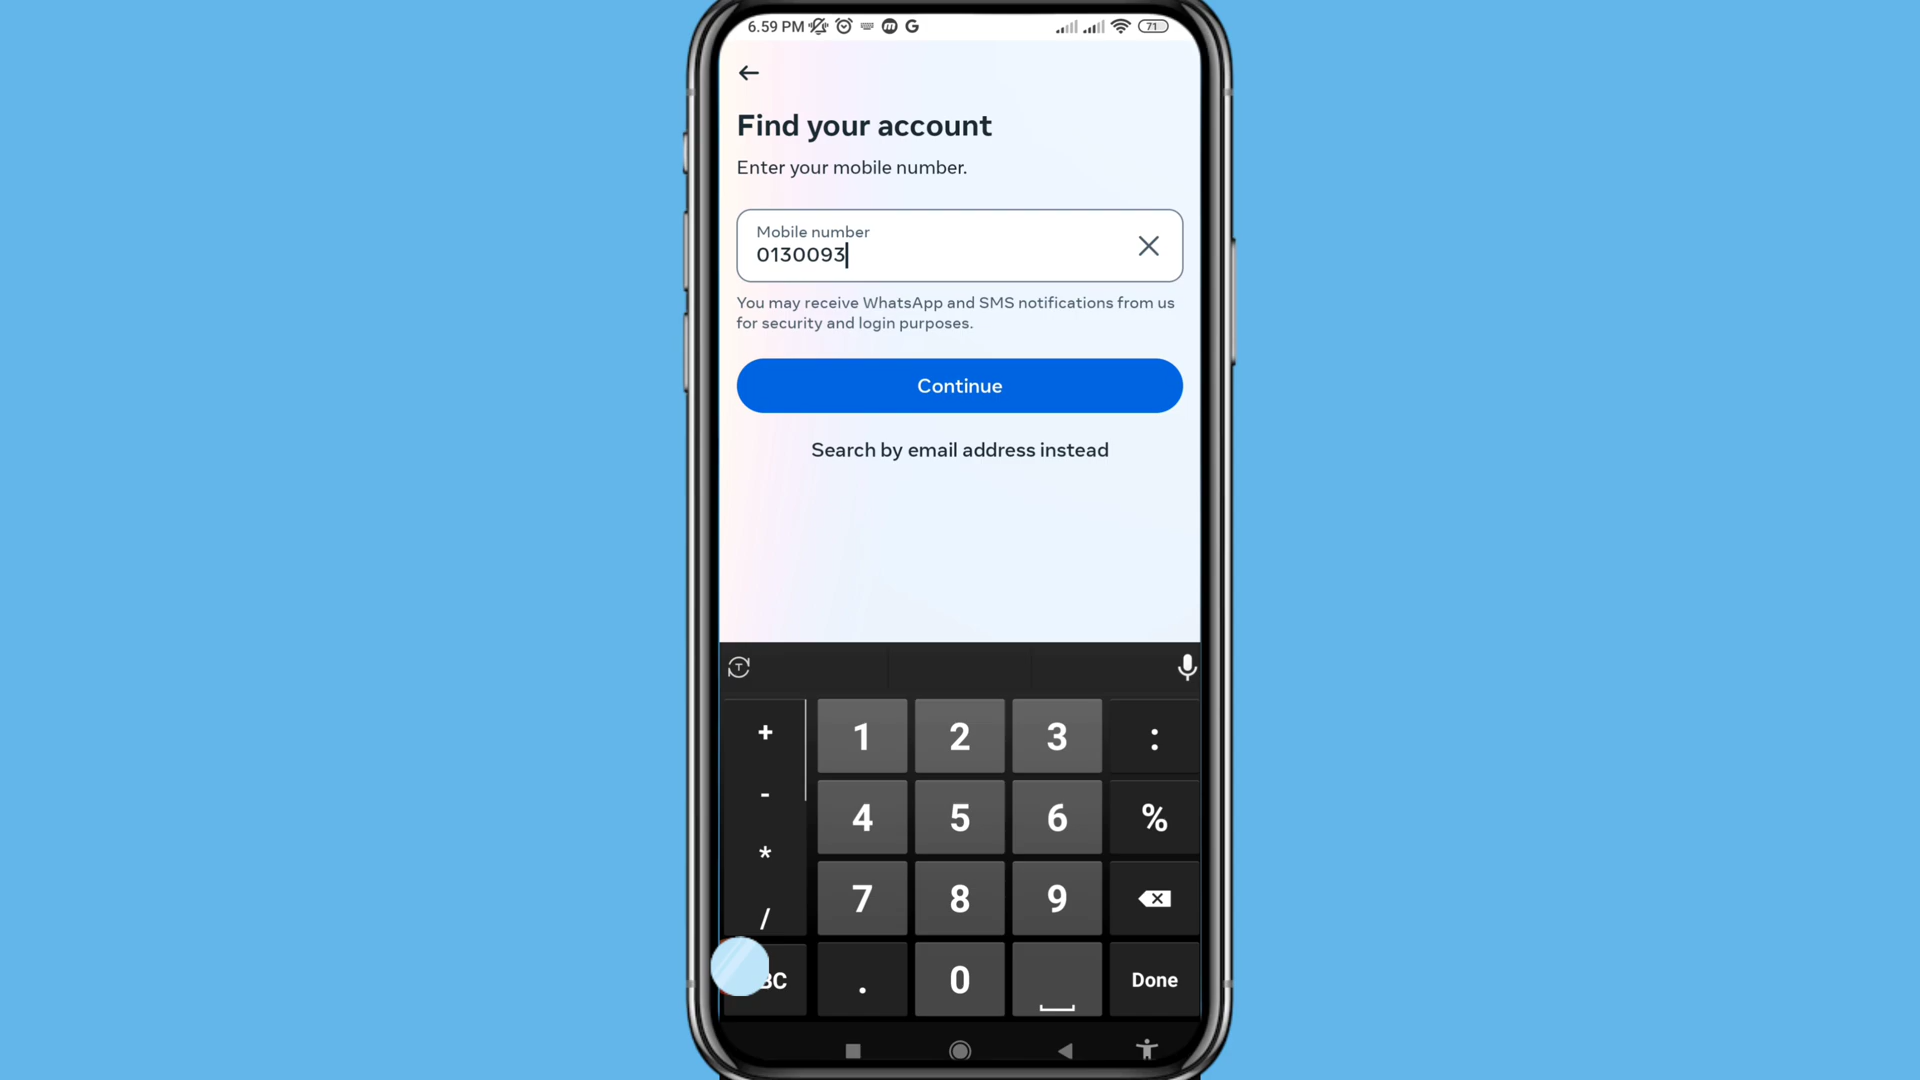 6.59 PM
71
Find your account
Enter your mobile number.
Mobile number
0130093
You may receive WhatsApp and SMS notifications from us
for security and login purposes.
Continue
Search by email address instead
+ 1 2 3 :
- 4 5 6 %
*
/ 7 8 9
BC . 0 Done